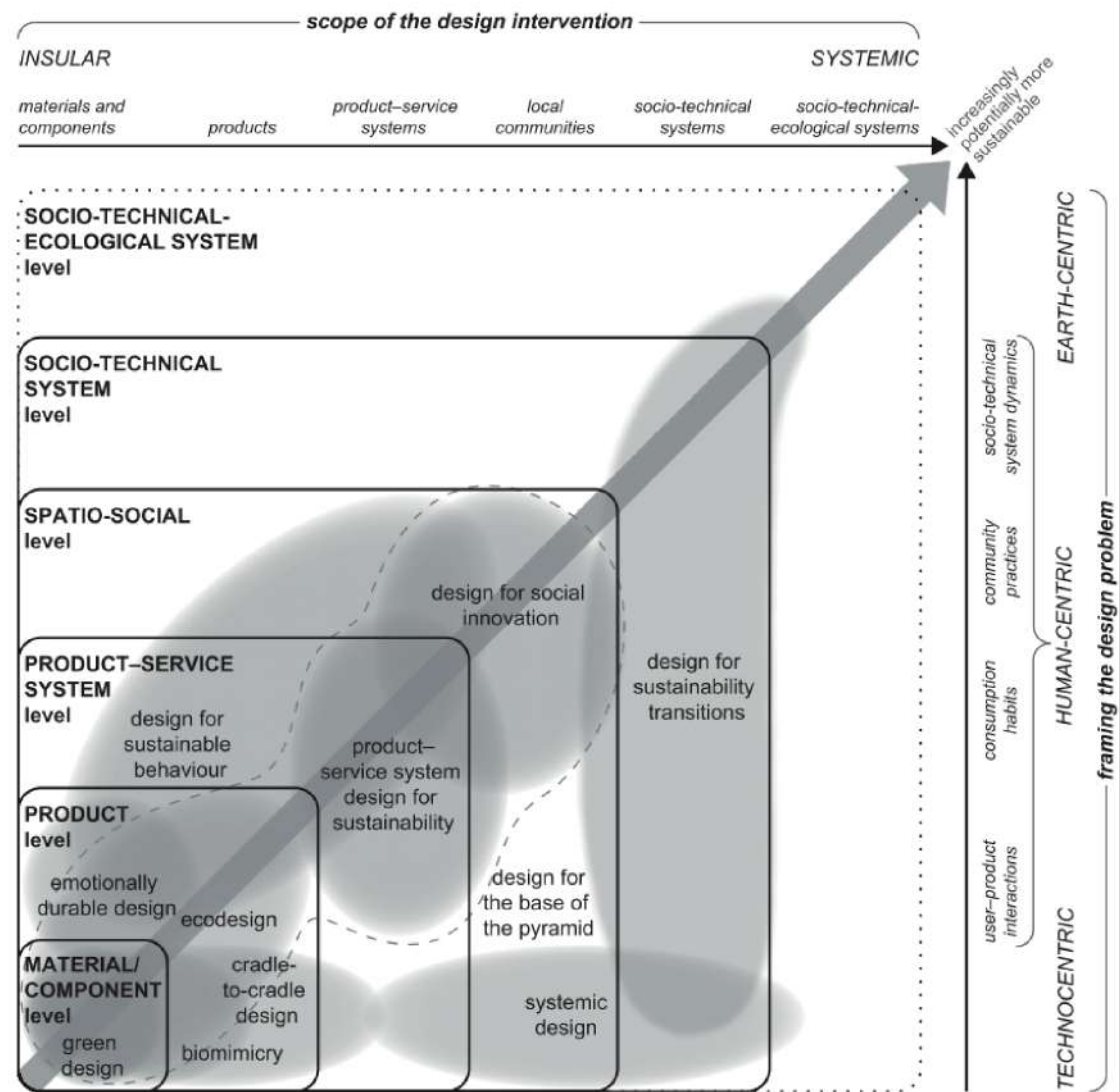 scope of the design intervention
INSULAR
SYSTEMIC
materials and
components
products
product–service
systems
local
communities
socio-technical
systems
socio-technical-
ecological systems
increasingly
potentially more
sustainable
SOCIO-TECHNICAL-
ECOLOGICAL SYSTEM
level
SOCIO-TECHNICAL
SYSTEM
level
SPATIO-SOCIAL
level
design for social
innovation
PRODUCT–SERVICE
SYSTEM
level
design for
sustainable
behaviour
product–
service system
design for
sustainability
design for
sustainability
transitions
PRODUCT
level
emotionally
durable design
ecodesign
design for
the base of
the pyramid
MATERIAL/
COMPONENT
level
green
design
cradle-
to-cradle
design
biomimicry
systemic
design
socio-technical
system dynamics
community
practices
consumption
habits
user–product
interactions
EARTH-CENTRIC
HUMAN-CENTRIC
TECHNOCENTRIC
framing the design problem